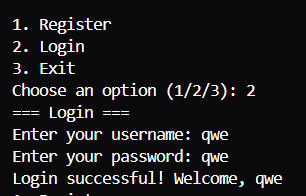 1. Register
2. Login
3. Exit
Choose an option (1/2/3): 2
=== Login ===
Enter your username: qwe
Enter your password: qwe
Login successful! Welcome, qwe